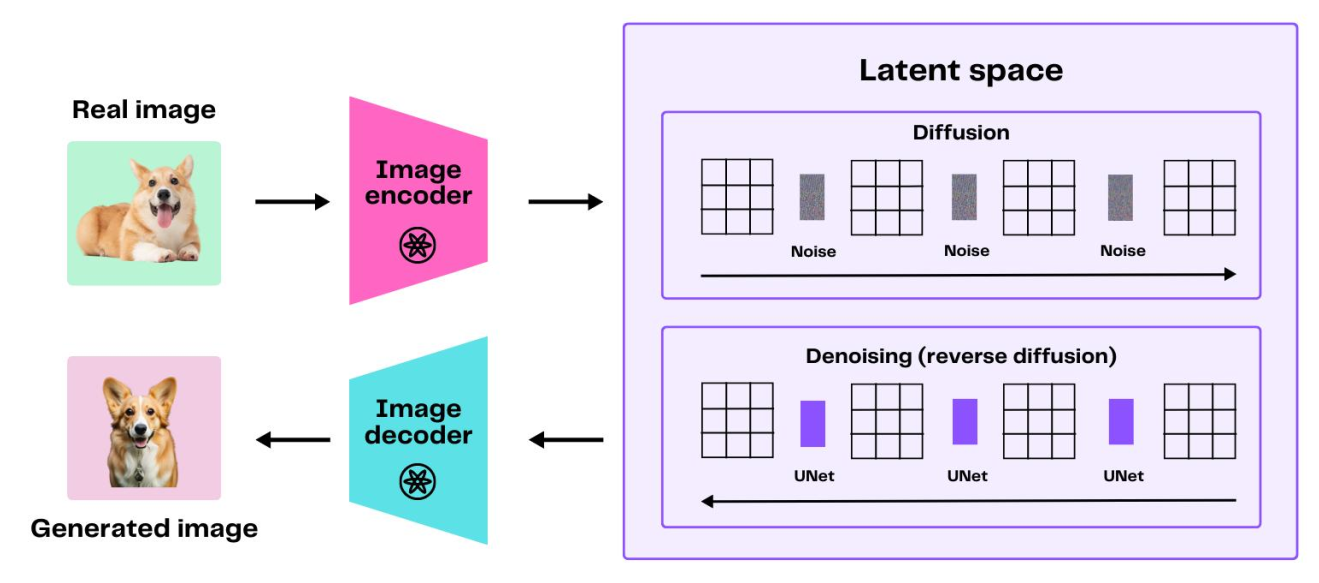 Latent space
Real image
Image
encoder
Diffusion
Noise
Noise
Noise
Denoising (reverse diffusion)
Image
decoder
UNet
UNet
UNet
Generated image